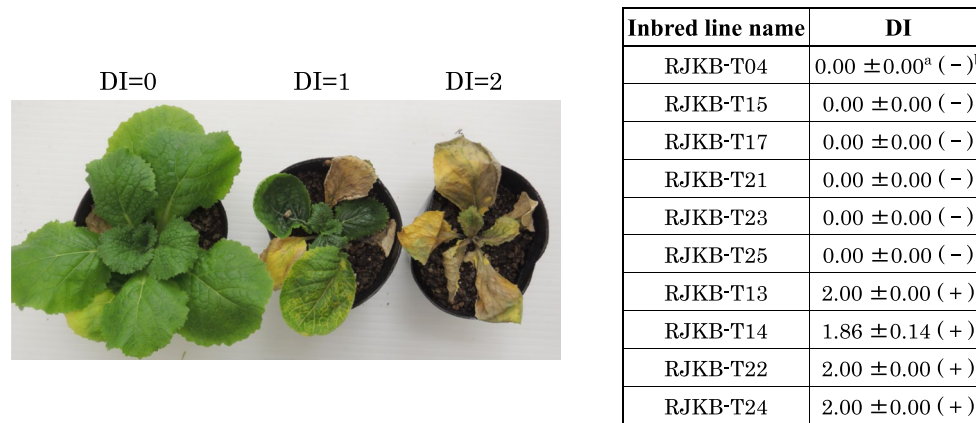 DI=0 DI=1 DI=2
Inbred line name DI
RJKB-T04 0.00 ±0.00ᵃ (−)
RJKB-T15 0.00 ±0.00 (−)
RJKB-T17 0.00 ±0.00 (−)
RJKB-T21 0.00 ±0.00 (−)
RJKB-T23 0.00 ±0.00 (−)
RJKB-T25 0.00 ±0.00 (−)
RJKB-T13 2.00 ±0.00 (+)
RJKB-T14 1.86 ±0.14 (+)
RJKB-T22 2.00 ±0.00 (+)
RJKB-T24 2.00 ±0.00 (+)